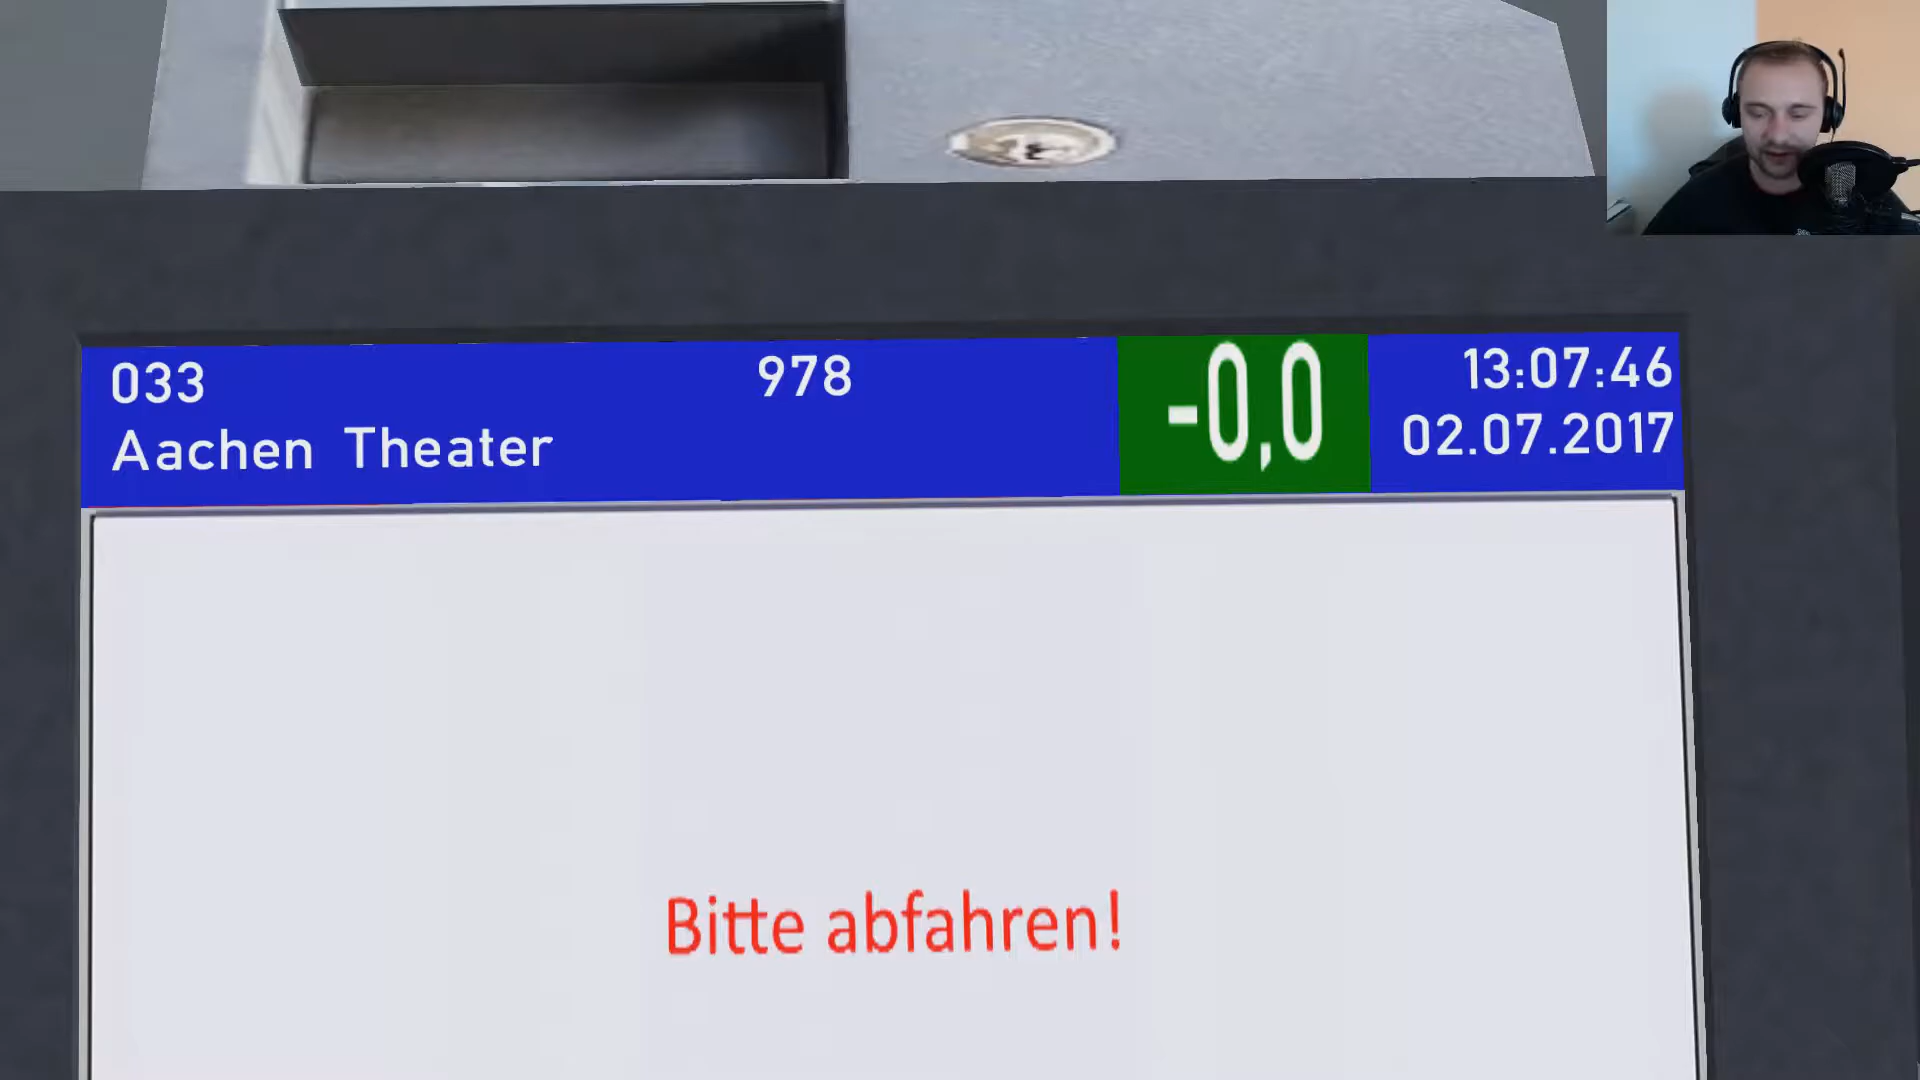 033
978
-0,0
13:07:46
Aachen Theater
02.07.2017
Bitte abfahren!